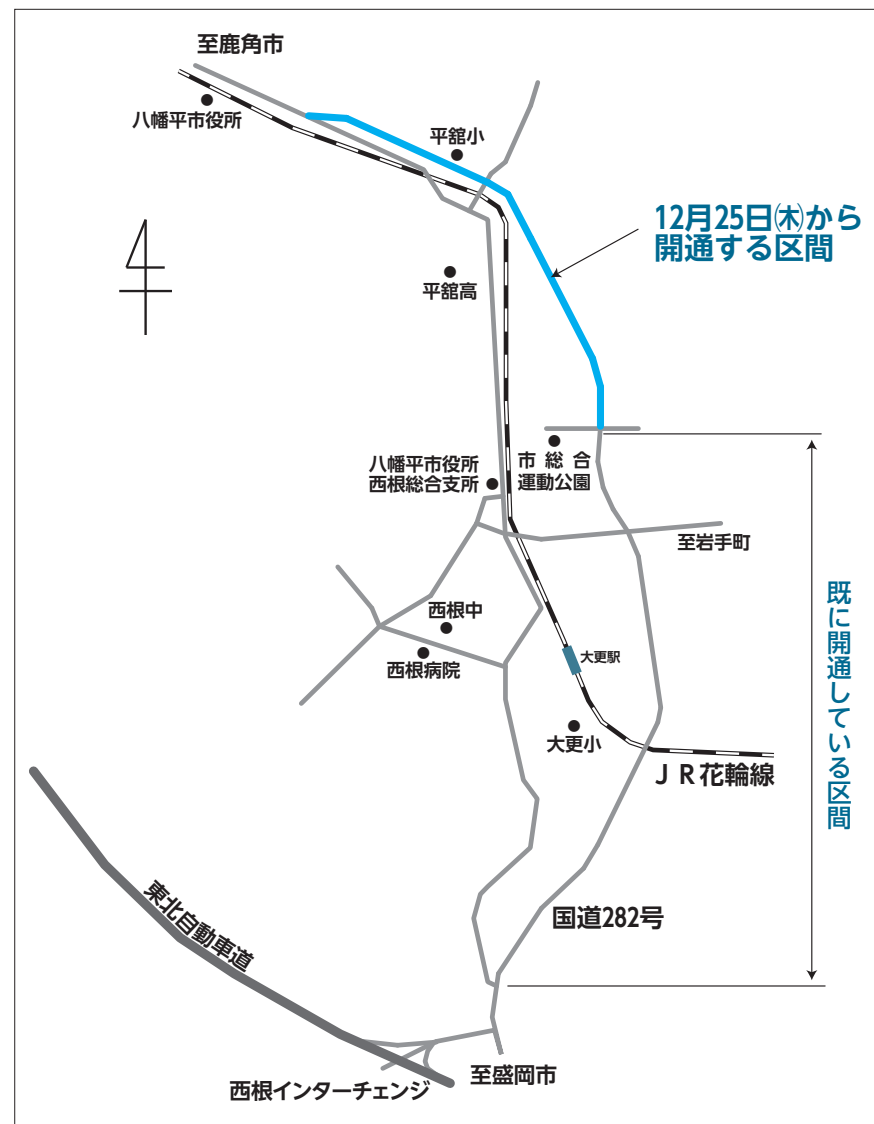 至鹿角市
八幡平市役所
平舘小
12月25日㈭から
開通する区間
平舘高
八幡平市役所
西根総合支所
市総合
運動公園
至岩手町
西根中
西根病院
大更駅
大更小
ＪＲ花輪線
既に開通している区間
東北自動車道
国道282号
西根インターチェンジ
至盛岡市